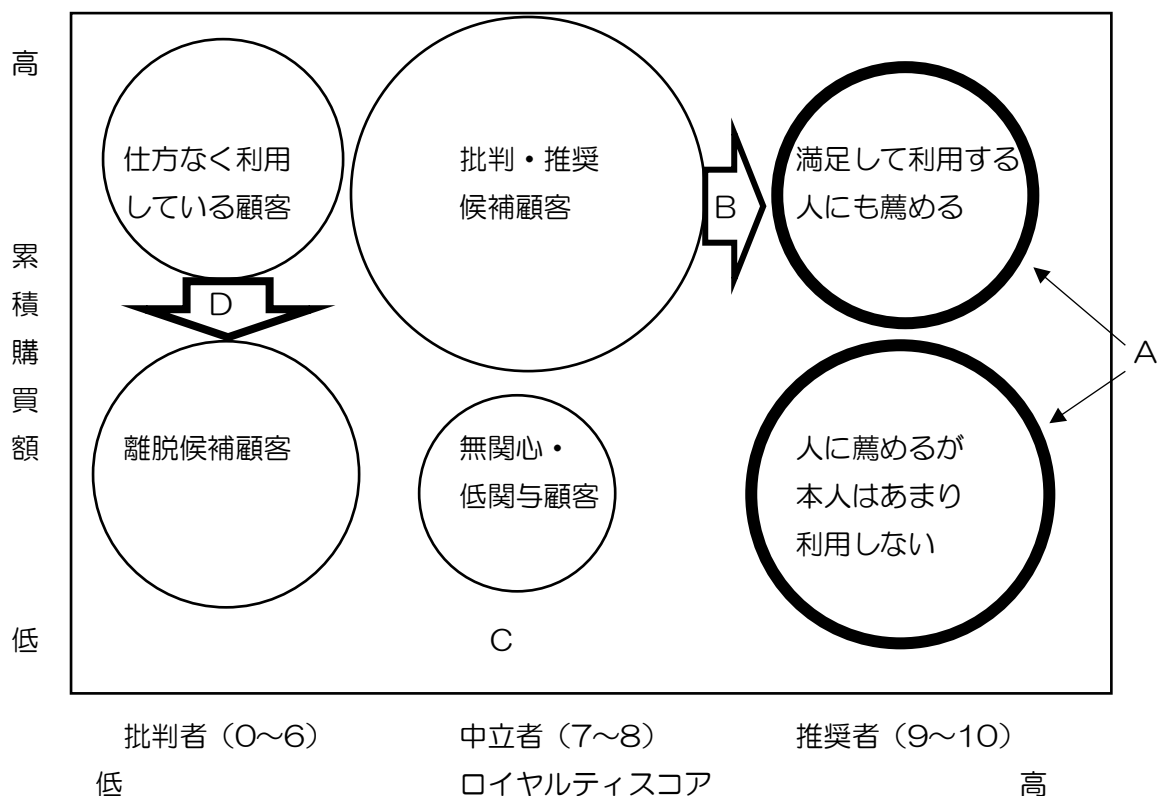 高
累
積
購
買
額
低
仕方なく利用
している顧客
批判・推奨
候補顧客
B
満足して利用する
人にも薦める
D
A
離脱候補顧客
無関心・
低関与顧客
人に薦めるが
本人はあまり
利用しない
C
批判者（0～6）
中立者（7～8）
推奨者（9～10）
低
ロイヤルティスコア
高